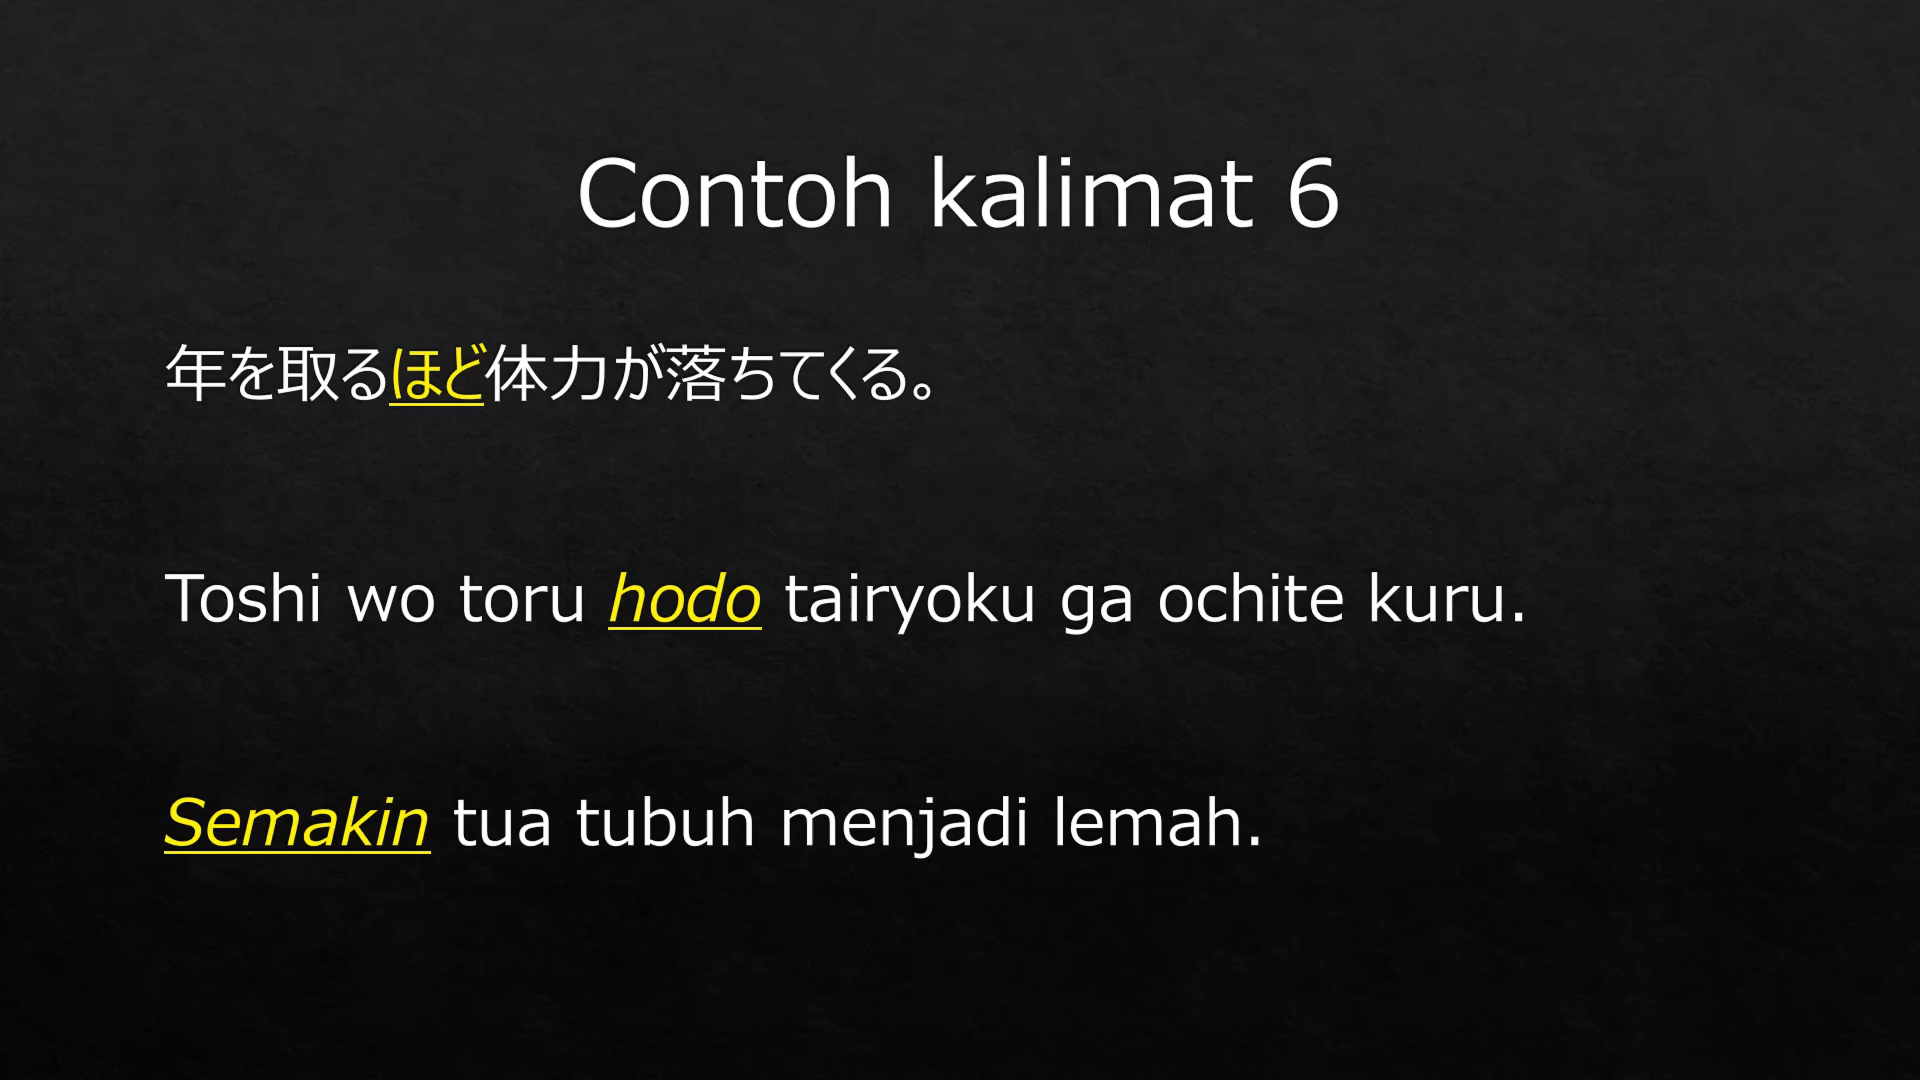 Contoh kalimat 6
年を取るほど体力が落ちてくる。
Toshi wo toru hodo tairyoku ga ochite kuru.
Semakin tua tubuh menjadi lemah.